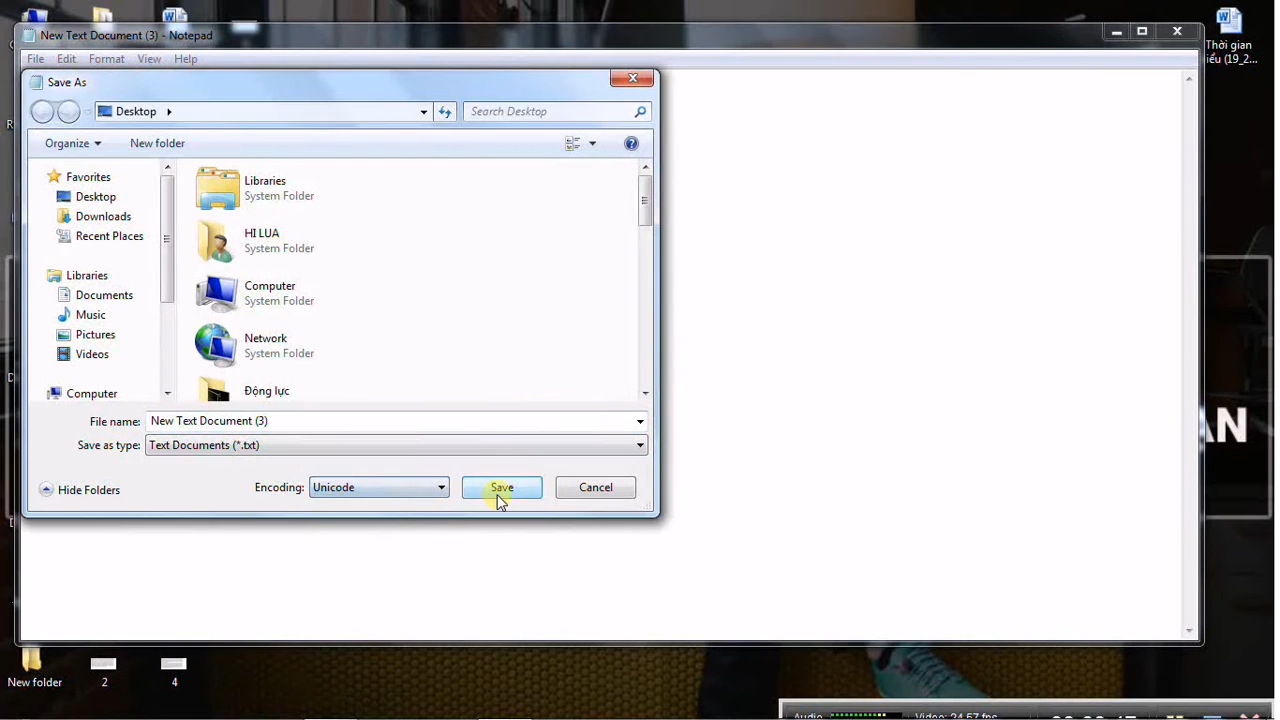 New Text Document (3) - Notepad
File Edit Format View Help
Thời gian
iểu (19_2...
Save As
Desktop
Search Desktop
Organize
New folder
Favorites
Desktop
Downloads
Recent Places
Libraries
Documents
Music
Pictures
Videos
Computer
Libraries
System Folder
HI LUA
System Folder
Computer
System Folder
Network
System Folder
Động lực
File name: New Text Document (3)
Save as type: Text Documents (*.txt)
Hide Folders
Encoding: Unicode
Save
Cancel
AN
New folder
2
4
Audio
Video: 24.57 fps